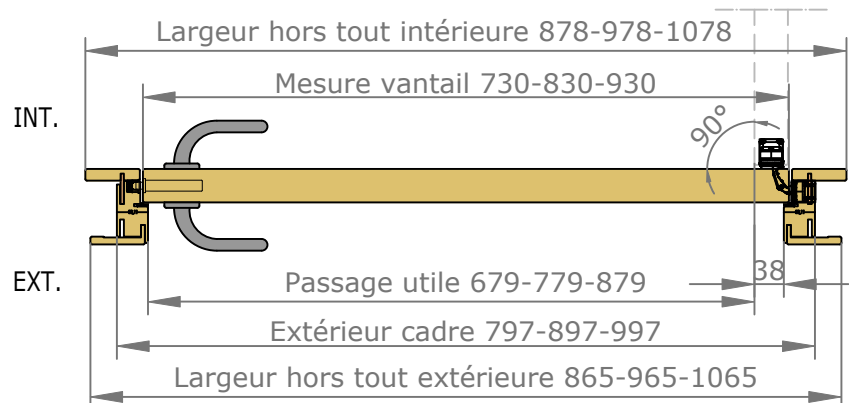 Largeur hors tout intérieure 878-978-1078
Mesure vantail 730-830-930
INT.
90°
EXT.
Passage utile 679-779-879
38
Extérieur cadre 797-897-997
Largeur hors tout extérieure 865-965-1065